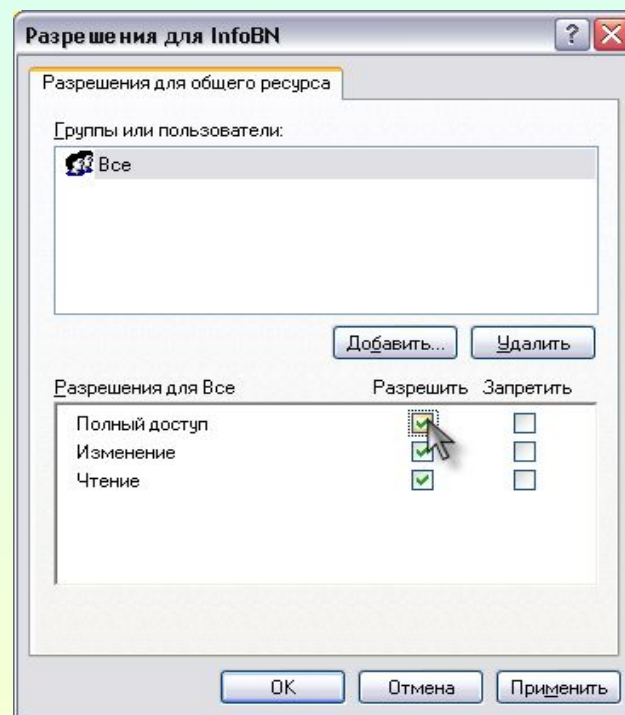 Разрешения для InfoBN
Разрешения для общего ресурса
Группы или пользователи:
Все
Добавить... Удалить
Разрешения для Все Разрешить Запретить
Полный доступ
Изменение
Чтение
OK Отмена Применить